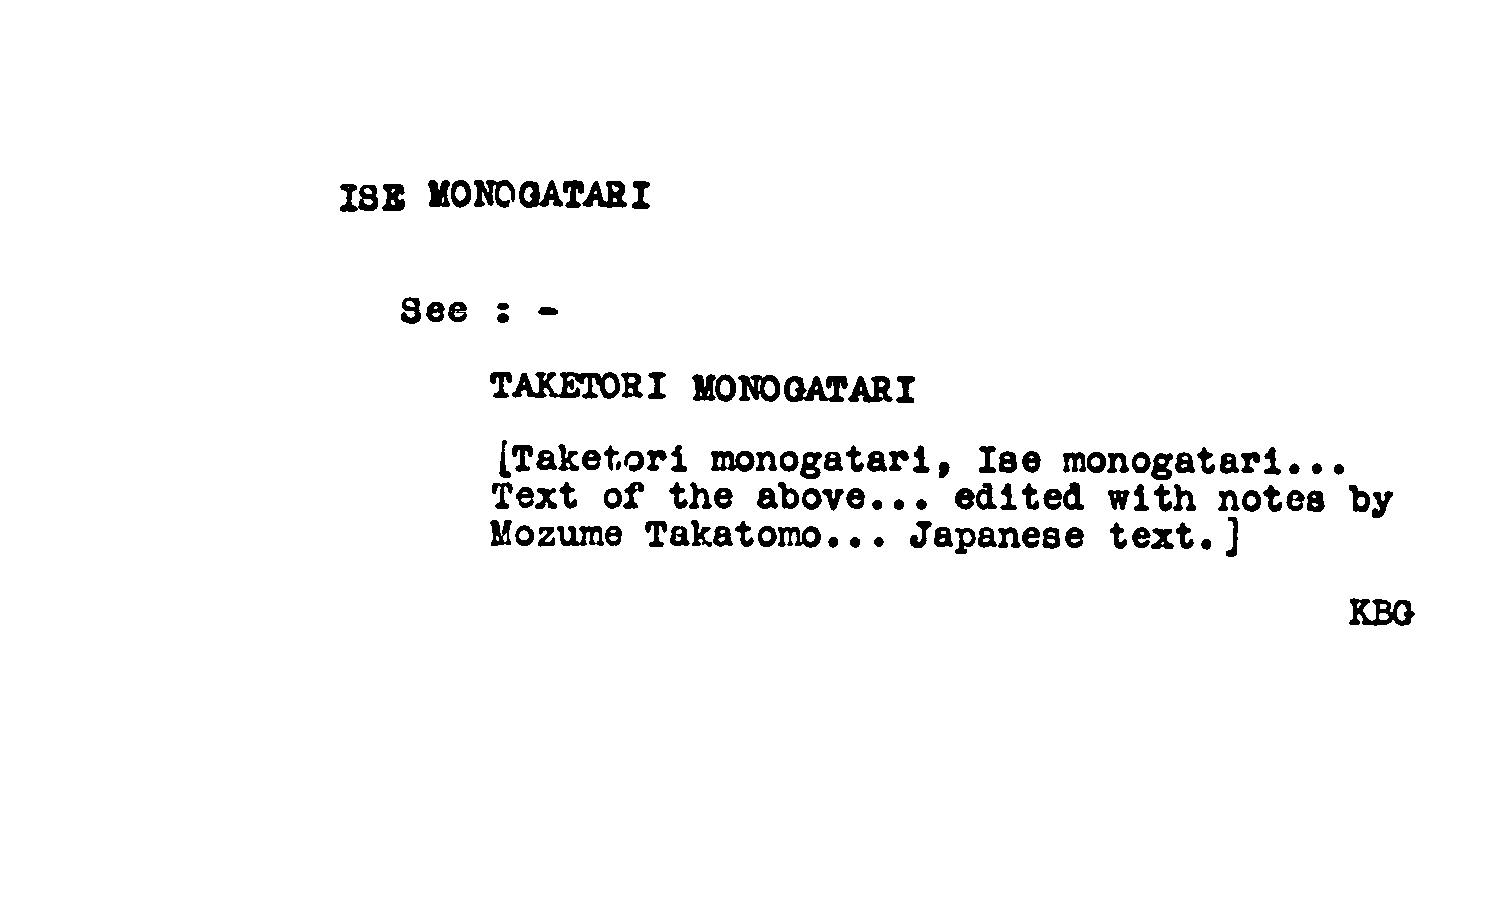 ISE MONOGATARI
See : -
TAKETORI MONOGATARI
[Taketori monogatari, Ise monogatari...
Text of the above... edited with notes by
Mozume Takatomo... Japanese text.]
KBG